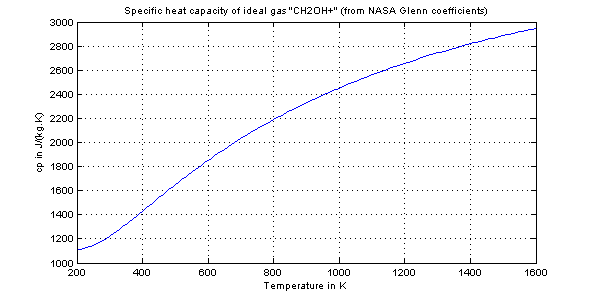 Specific heat capacity of ideal gas "CH2OH+" (from NASA Glenn coefficients)
3000
2800
2600
2400
2200
2000
1800
1600
1400
1200
1000
cp in J/(kg.K)
200 400 600 800 1000 1200 1400 1600
Temperature in K